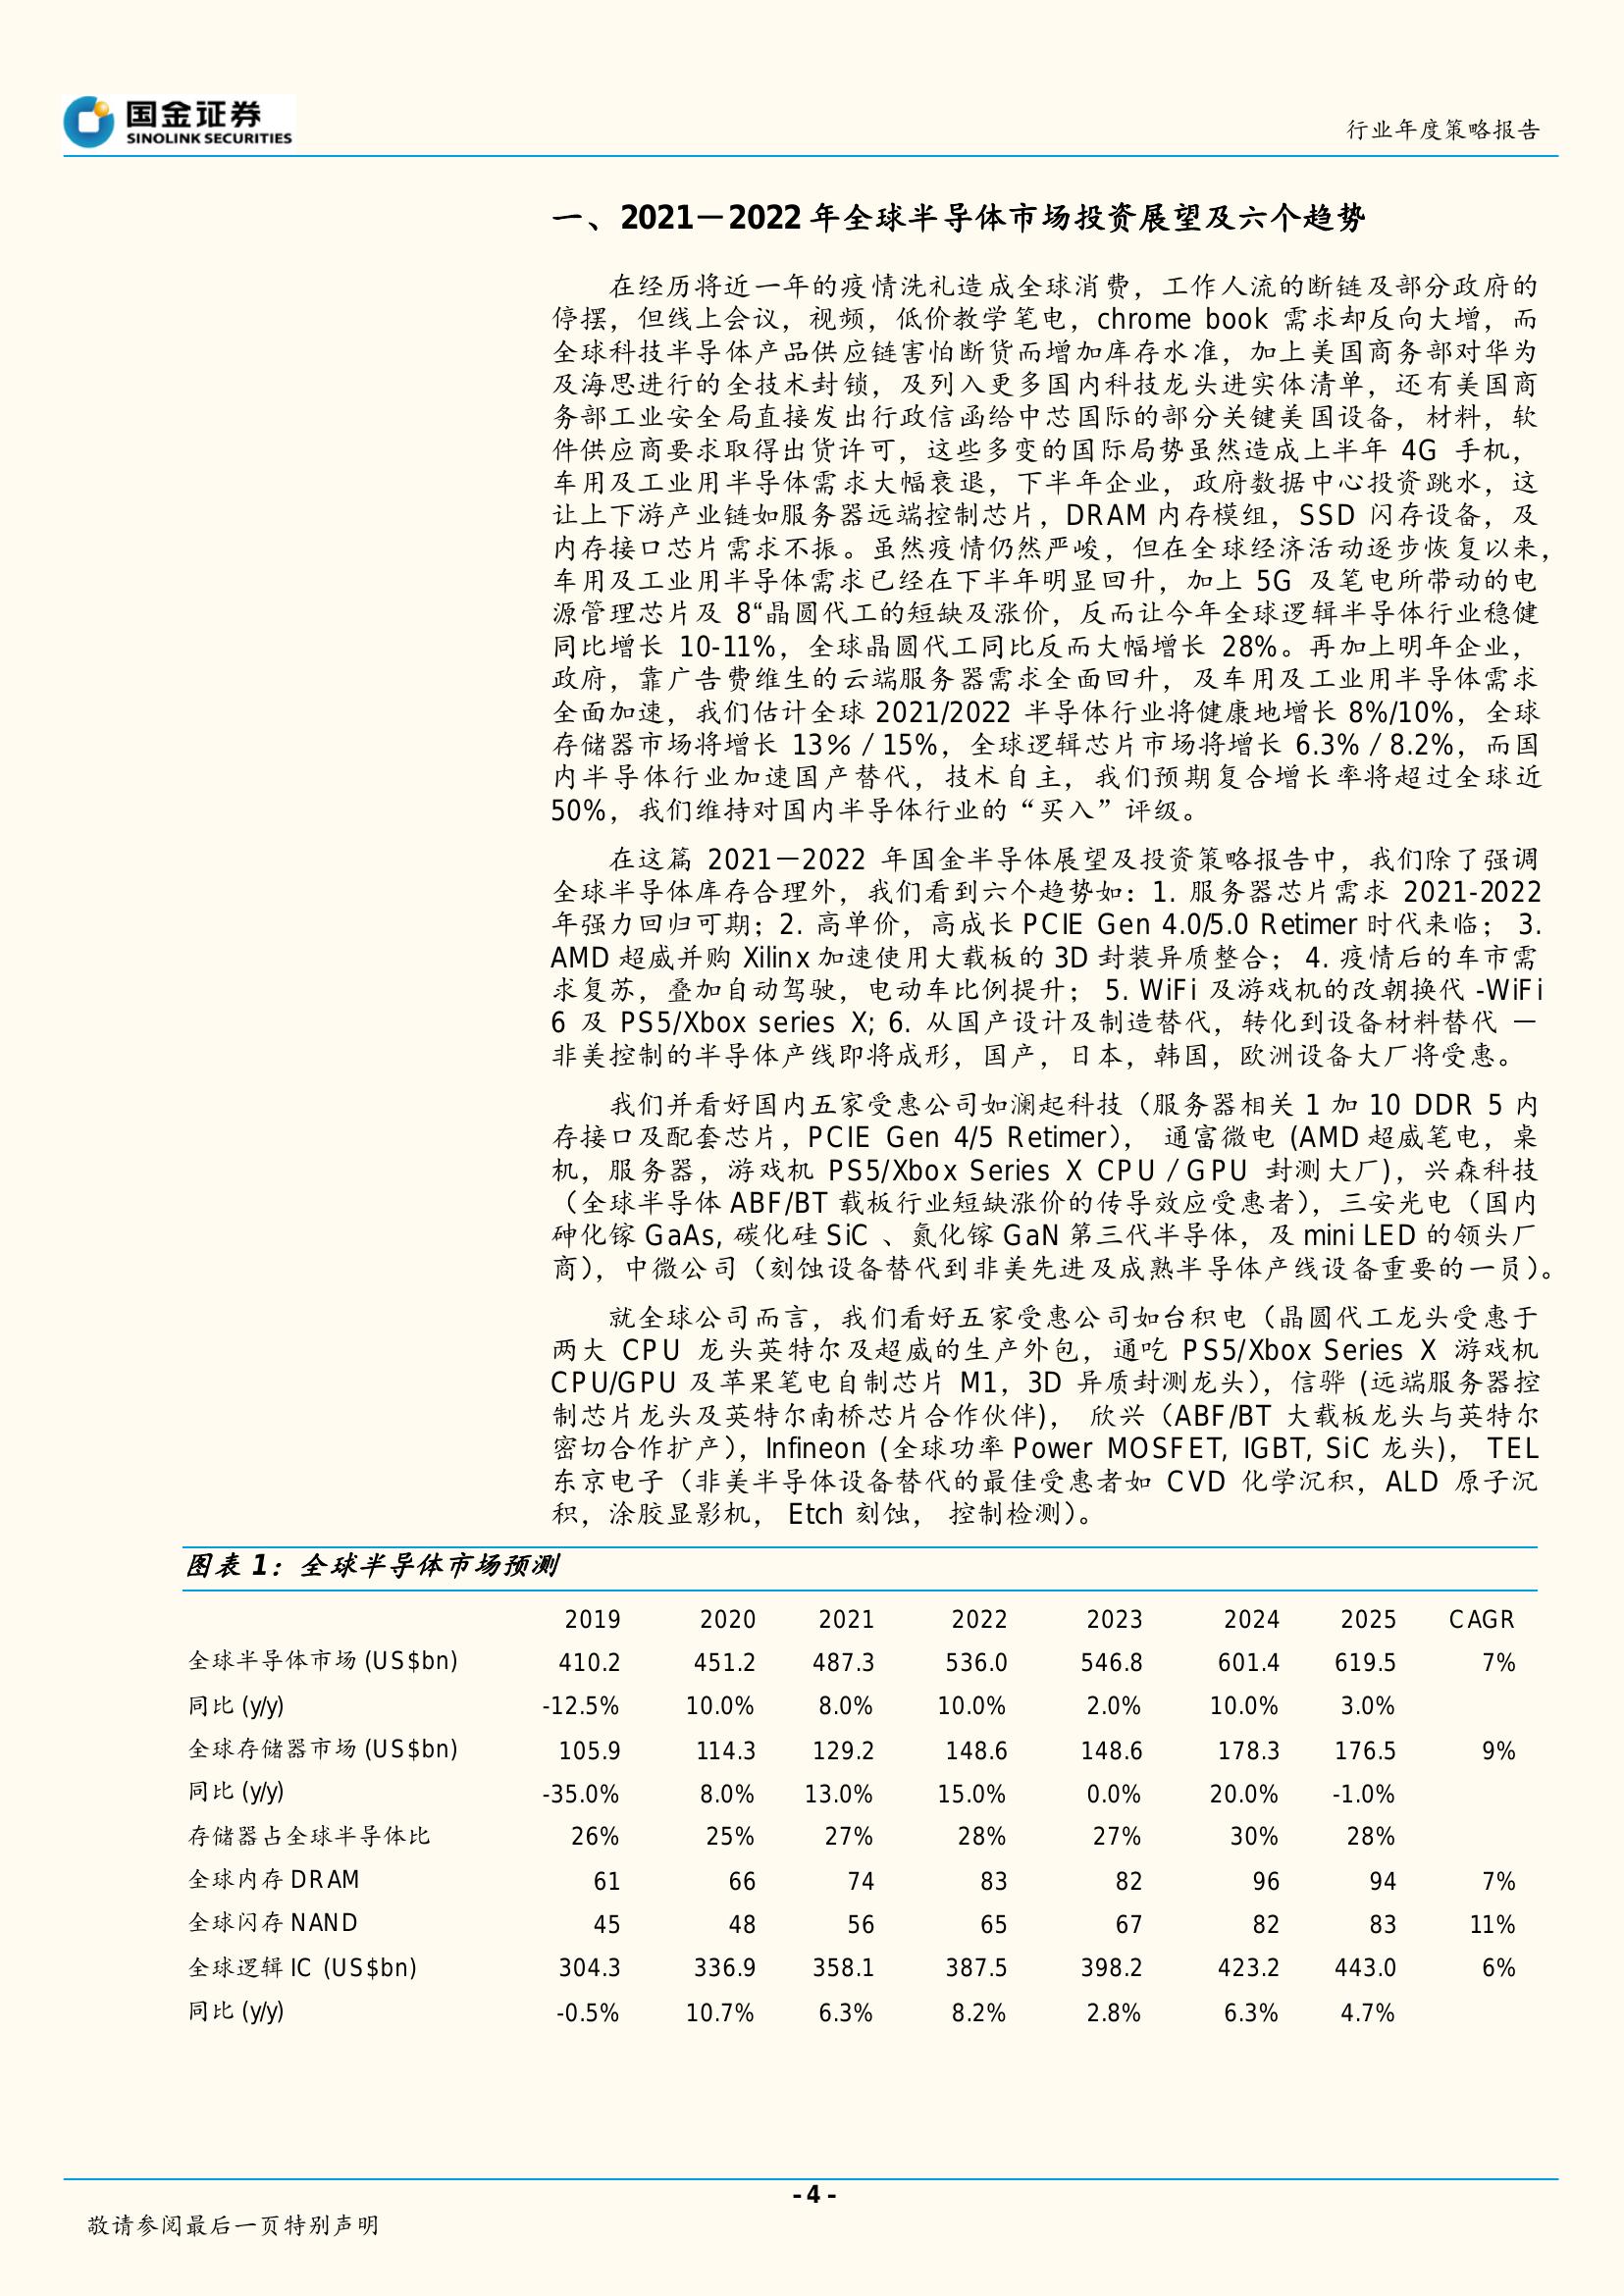 国金证券
SINOLINK SECURITIES
行业年度策略报告
一、2021－2022 年全球半导体市场投资展望及六个趋势
在经历将近一年的疫情洗礼造成全球消费，工作人流的断链及部分政府的
停摆，但线上会议，视频，低价教学笔电，chrome book 需求却反向大增，而
全球科技半导体产品供应链害怕断货而增加库存水准，加上美国商务部对华为
及海思进行的全技术封锁，及列入更多国内科技龙头进实体清单，还有美国商
务部工业安全局直接发出行政信函给中芯国际的部分关键美国设备，材料，软
件供应商要求取得出货许可，这些多变的国际局势虽然造成上半年 4G 手机，
车用及工业用半导体需求大幅衰退，下半年企业，政府数据中心投资跳水，这
让上下游产业链如服务器远端控制芯片，DRAM 内存模组，SSD 闪存设备，及
内存接口芯片需求不振。虽然疫情仍然严峻，但在全球经济活动逐步恢复以来，
车用及工业用半导体需求已经在下半年明显回升，加上 5G 及笔电所带动的电
源管理芯片及 8“晶圆代工的短缺及涨价，反而让今年全球逻辑半导体行业稳健
同比增长 10-11%，全球晶圆代工同比反而大幅增长 28%。再加上明年企业，
政府，靠广告费维生的云端服务器需求全面回升，及车用及工业用半导体需求
全面加速，我们估计全球 2021/2022 半导体行业将健康地增长 8%/10%，全球
存储器市场将增长 13％／15%，全球逻辑芯片市场将增长 6.3%／8.2%，而国
内半导体行业加速国产替代，技术自主，我们预期复合增长率将超过全球近
50%，我们维持对国内半导体行业的“买入”评级。
在这篇 2021－2022 年国金半导体展望及投资策略报告中，我们除了强调
全球半导体库存合理外，我们看到六个趋势如：1. 服务器芯片需求 2021-2022
年强力回归可期；2. 高单价，高成长 PCIE Gen 4.0/5.0 Retimer 时代来临； 3.
AMD 超威并购 Xilinx 加速使用大载板的 3D 封装异质整合； 4. 疫情后的车市需
求复苏，叠加自动驾驶，电动车比例提升； 5. WiFi 及游戏机的改朝换代 -WiFi
6 及 PS5/Xbox series X; 6. 从国产设计及制造替代，转化到设备材料替代 －
非美控制的半导体产线即将成形，国产，日本，韩国，欧洲设备大厂将受惠。
我们并看好国内五家受惠公司如澜起科技（服务器相关 1 加 10 DDR 5 内
存接口及配套芯片，PCIE Gen 4/5 Retimer）， 通富微电 (AMD 超威笔电，桌
机，服务器，游戏机 PS5/Xbox Series X CPU／GPU 封测大厂)，兴森科技
（全球半导体 ABF/BT 载板行业短缺涨价的传导效应受惠者），三安光电（国内
砷化镓 GaAs, 碳化硅 SiC 、氮化镓 GaN 第三代半导体，及 mini LED 的领头厂
商），中微公司（刻蚀设备替代到非美先进及成熟半导体产线设备重要的一员）。
就全球公司而言，我们看好五家受惠公司如台积电（晶圆代工龙头受惠于
两大 CPU 龙头英特尔及超威的生产外包，通吃 PS5/Xbox Series X 游戏机
CPU/GPU 及苹果笔电自制芯片 M1，3D 异质封测龙头），信骅 (远端服务器控
制芯片龙头及英特尔南桥芯片合作伙伴)， 欣兴（ABF/BT 大载板龙头与英特尔
密切合作扩产），Infineon (全球功率 Power MOSFET, IGBT, SiC 龙头)， TEL
东京电子（非美半导体设备替代的最佳受惠者如 CVD 化学沉积，ALD 原子沉
积，涂胶显影机， Etch 刻蚀， 控制检测）。
图表 1：全球半导体市场预测
2019 2020 2021 2022 2023 2024 2025 CAGR
全球半导体市场 (US$bn) 410.2 451.2 487.3 536.0 546.8 601.4 619.5 7%
同比 (y/y) -12.5% 10.0% 8.0% 10.0% 2.0% 10.0% 3.0%
全球存储器市场 (US$bn) 105.9 114.3 129.2 148.6 148.6 178.3 176.5 9%
同比 (y/y) -35.0% 8.0% 13.0% 15.0% 0.0% 20.0% -1.0%
存储器占全球半导体比 26% 25% 27% 28% 27% 30% 28%
全球内存 DRAM 61 66 74 83 82 96 94 7%
全球闪存 NAND 45 48 56 65 67 82 83 11%
全球逻辑 IC (US$bn) 304.3 336.9 358.1 387.5 398.2 423.2 443.0 6%
同比 (y/y) -0.5% 10.7% 6.3% 8.2% 2.8% 6.3% 4.7%
- 4 -
敬请参阅最后一页特别声明